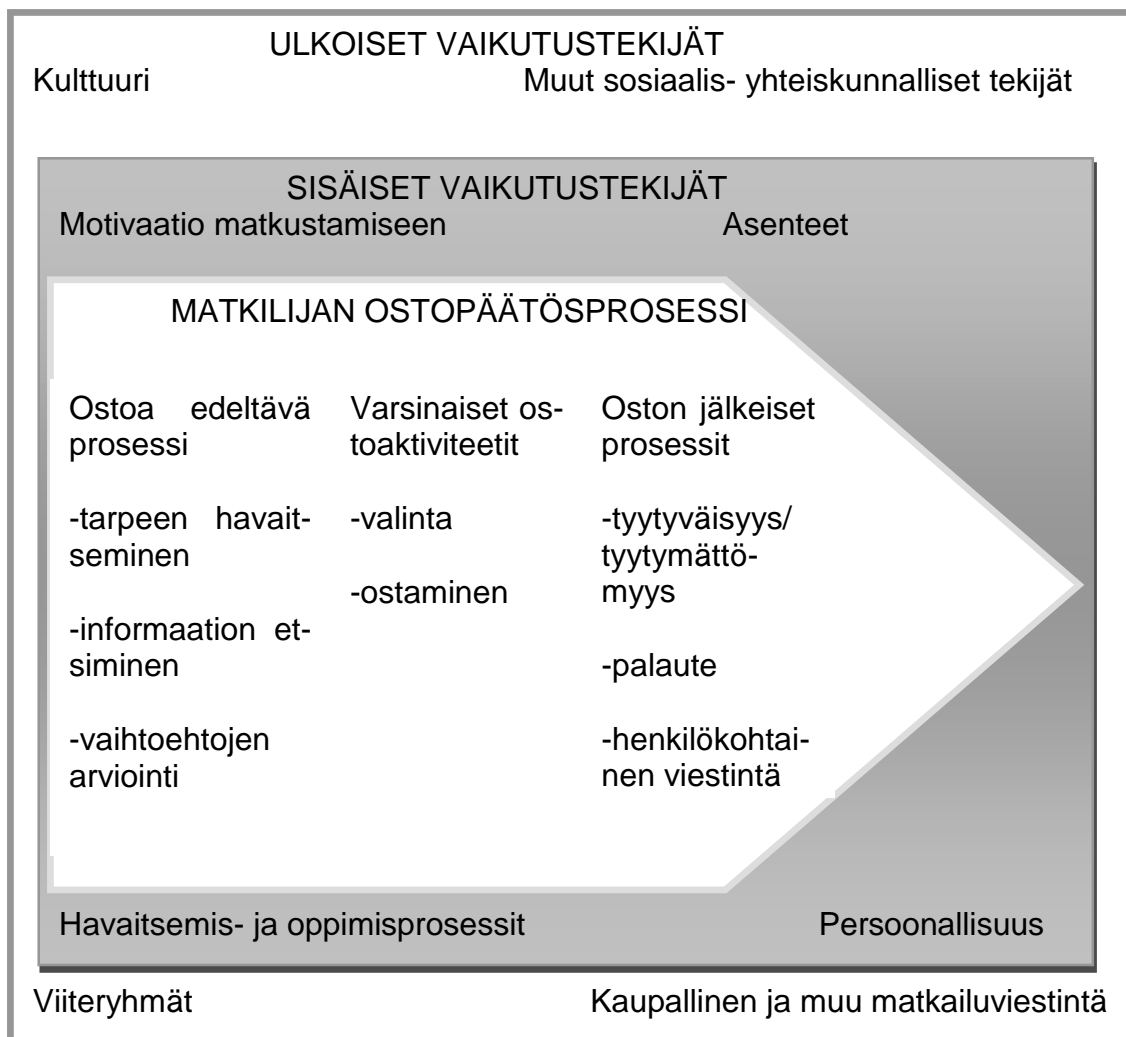 ULKOISET VAIKUTUSTEKIJÄT
Kulttuuri
Muut sosiaalis- yhteiskunnalliset tekijät
SISÄISET VAIKUTUSTEKIJÄT
Motivaatio matkustamiseen
Asenteet
MATKILIJAN OSTOPÄÄTÖSPROSESSI
Ostoa edeltävä
prosessi
-tarpeen havait-
seminen
-informaation et-
siminen
-vaihtoehtojen
arviointi
Varsinaiset os-
toaktiviteetit
-valinta
-ostaminen
Oston jälkeiset
prosessit
-tyytyväisyys/
tyytymättö-
myys
-palaute
-henkilökohtai-
nen viestintä
Havaitsemis- ja oppimisprosessit
Persoonallisuus
Viiteryhmät
Kaupallinen ja muu matkailuviestintä